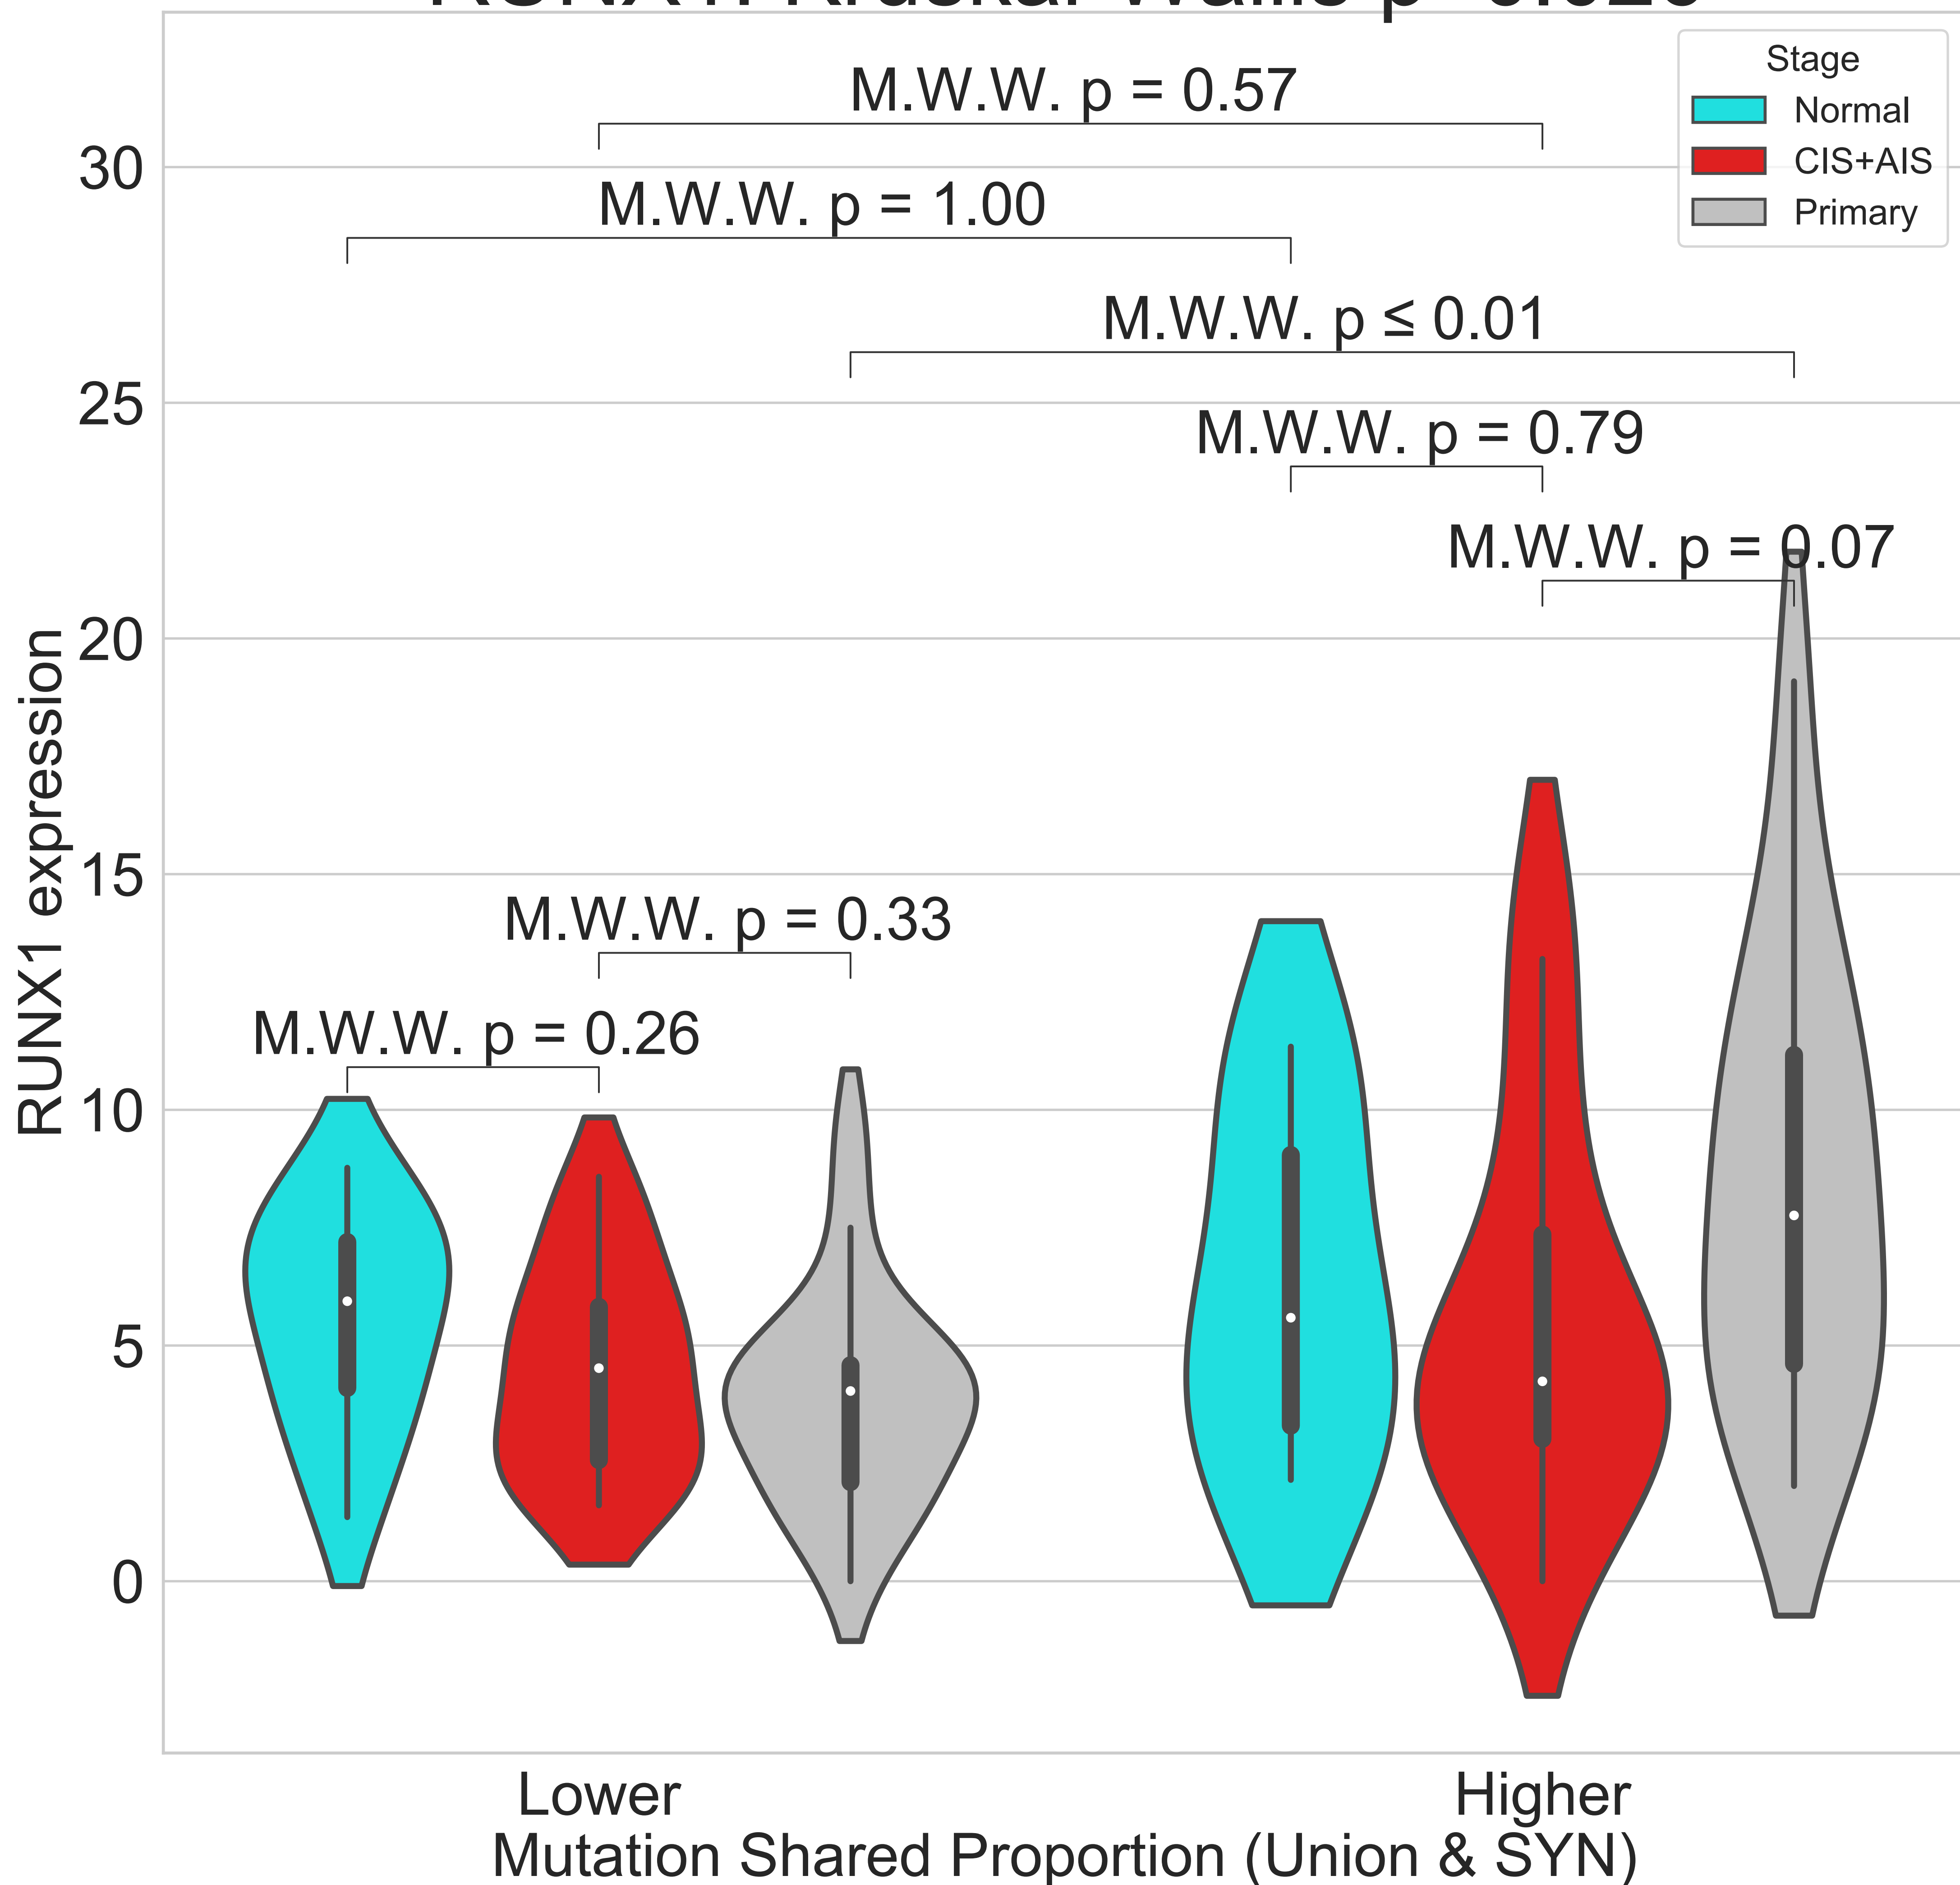 Stage
Normal
CIS+AIS
Primary
M.W.W. p = 0.57
M.W.W. p = 1.00
M.W.W. p ≤ 0.01
M.W.W. p = 0.79
M.W.W. p = 0.07
M.W.W. p = 0.33
M.W.W. p = 0.26
30
25
20
15
10
5
0
RUNX1 expression
Lower
Higher
Mutation Shared Proportion (Union & SYN)